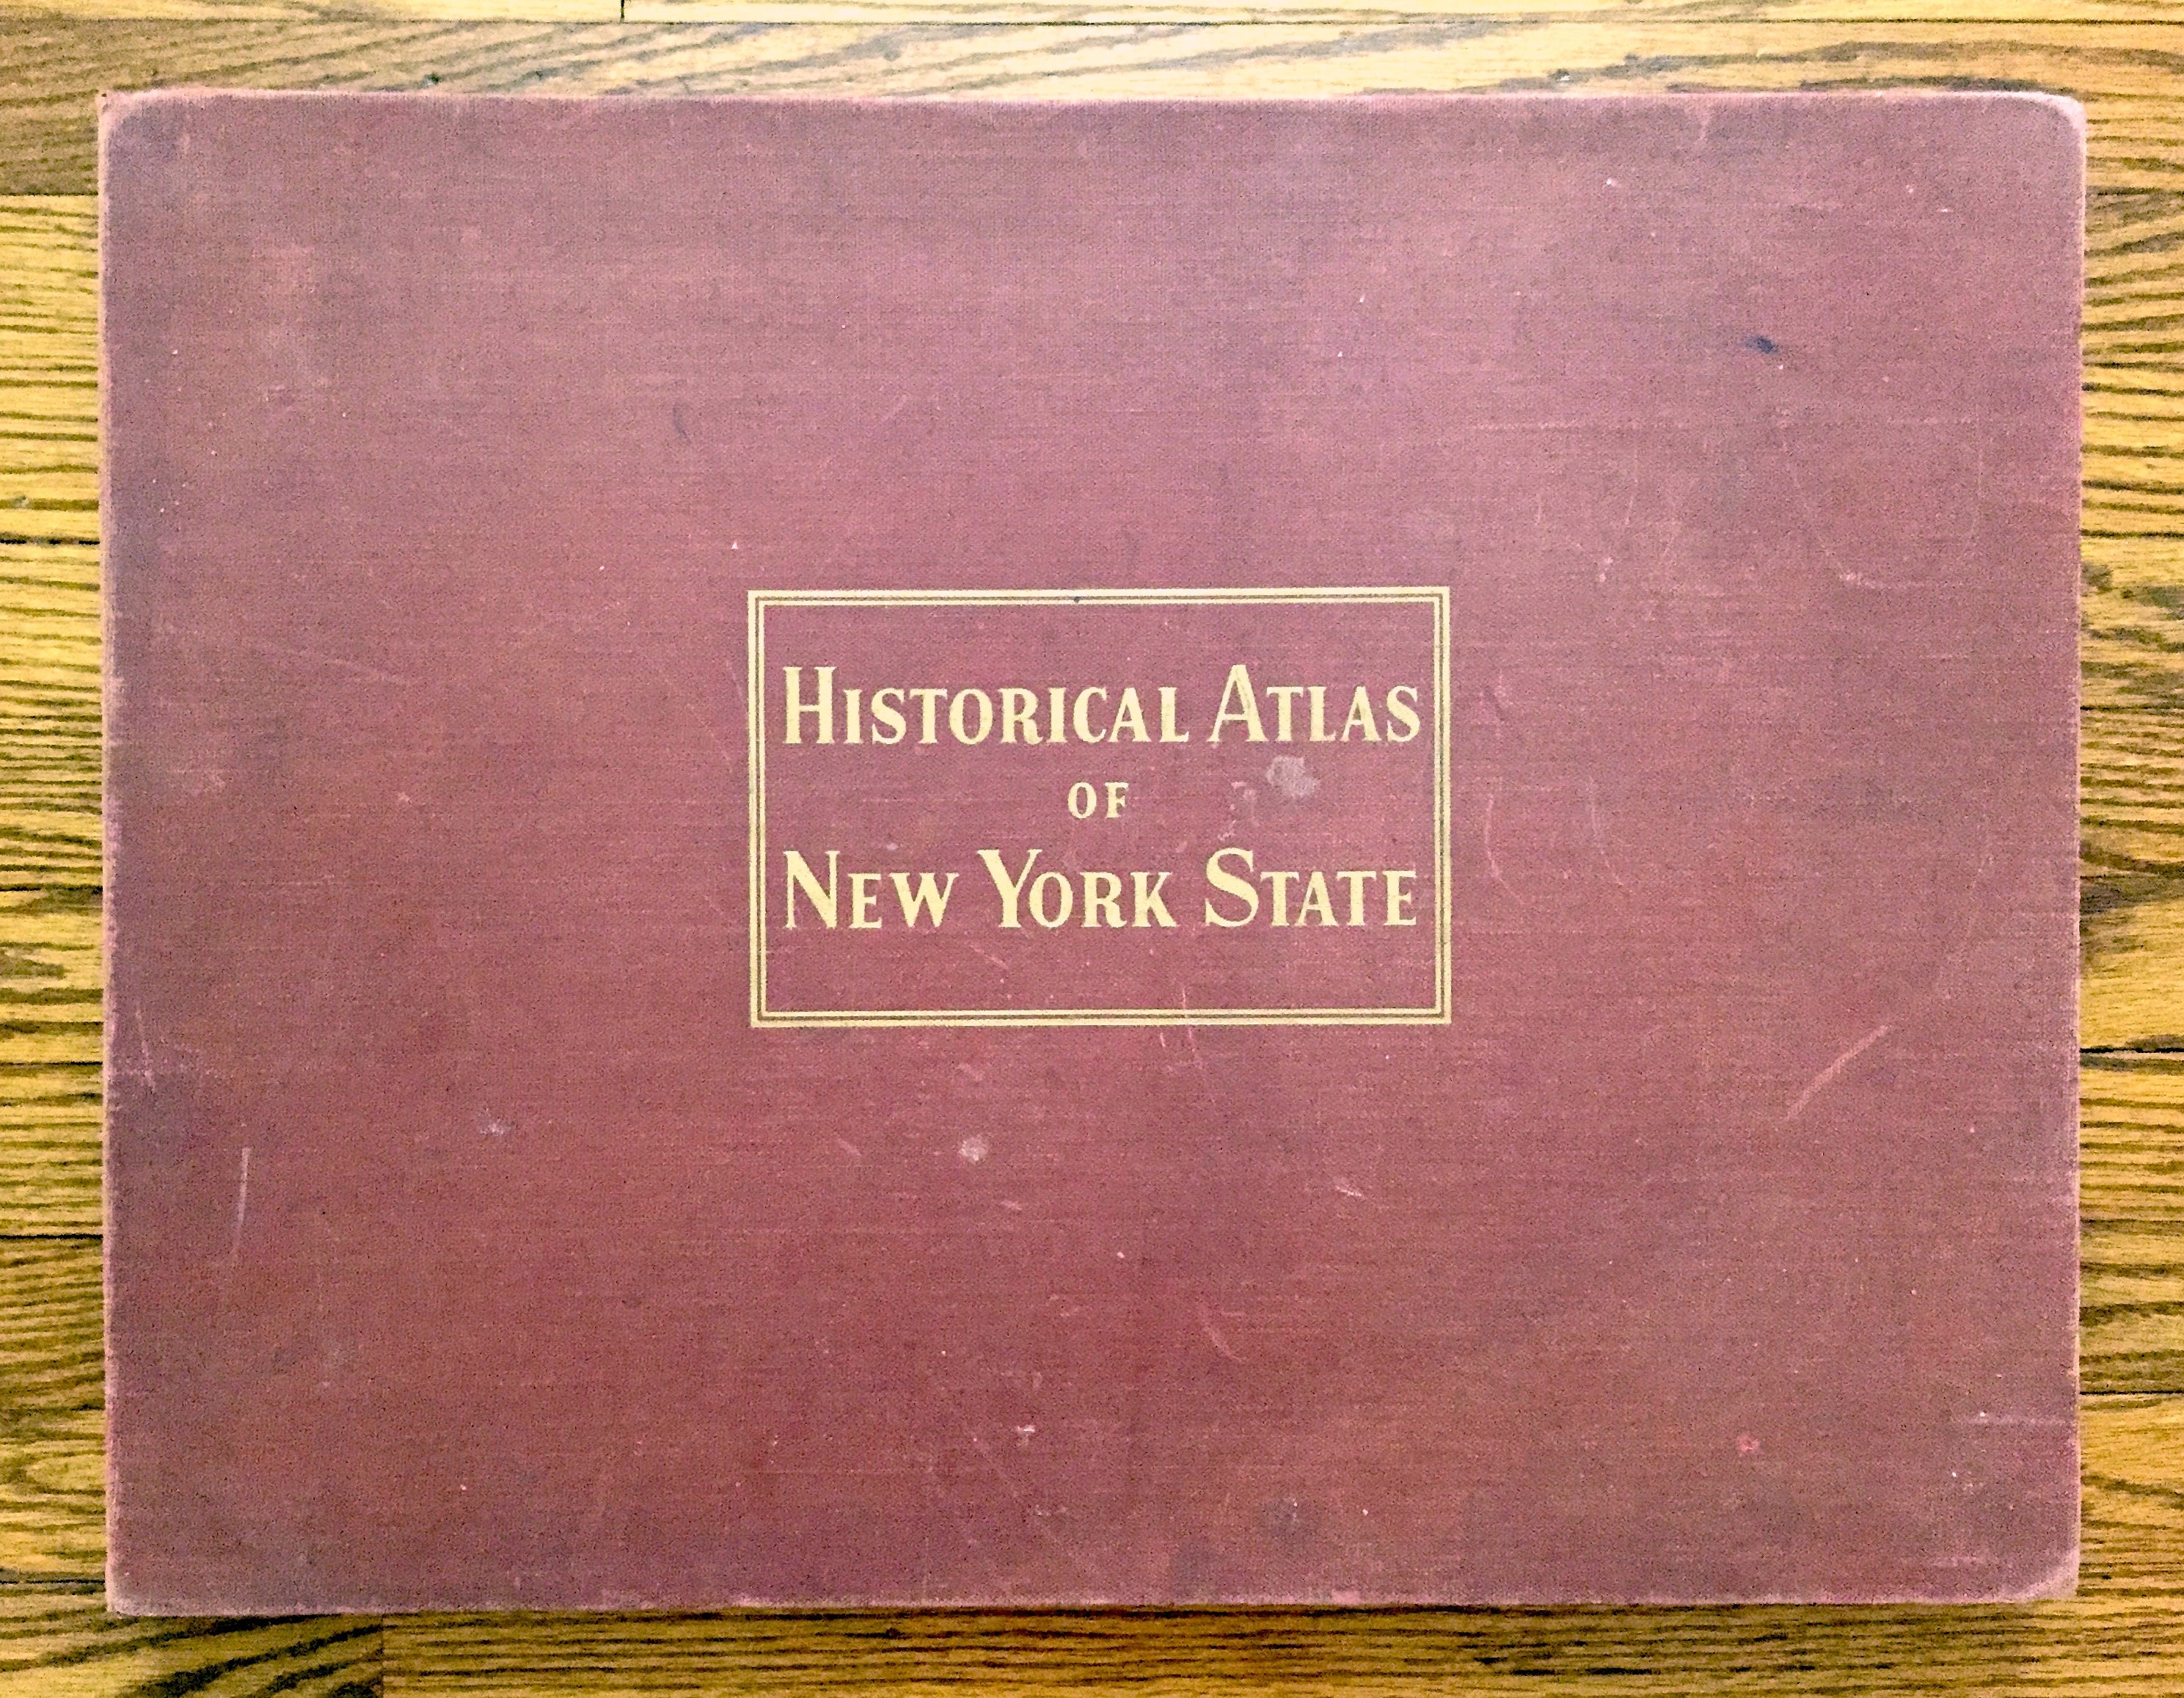 HISTORICAL ATLAS
OF
NEW YORK STATE